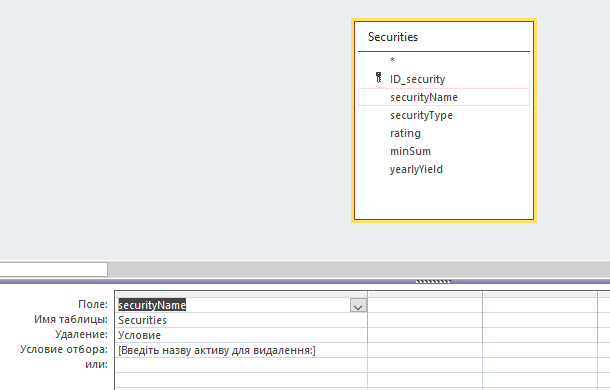 Securities
*
ID_security
securityName
securityType
rating
minSum
yearlyYield
Поле: securityName
Имя таблицы: Securities
Удаление: Условие
Условие отбора: [Введіть назву активу для видалення:]
или: